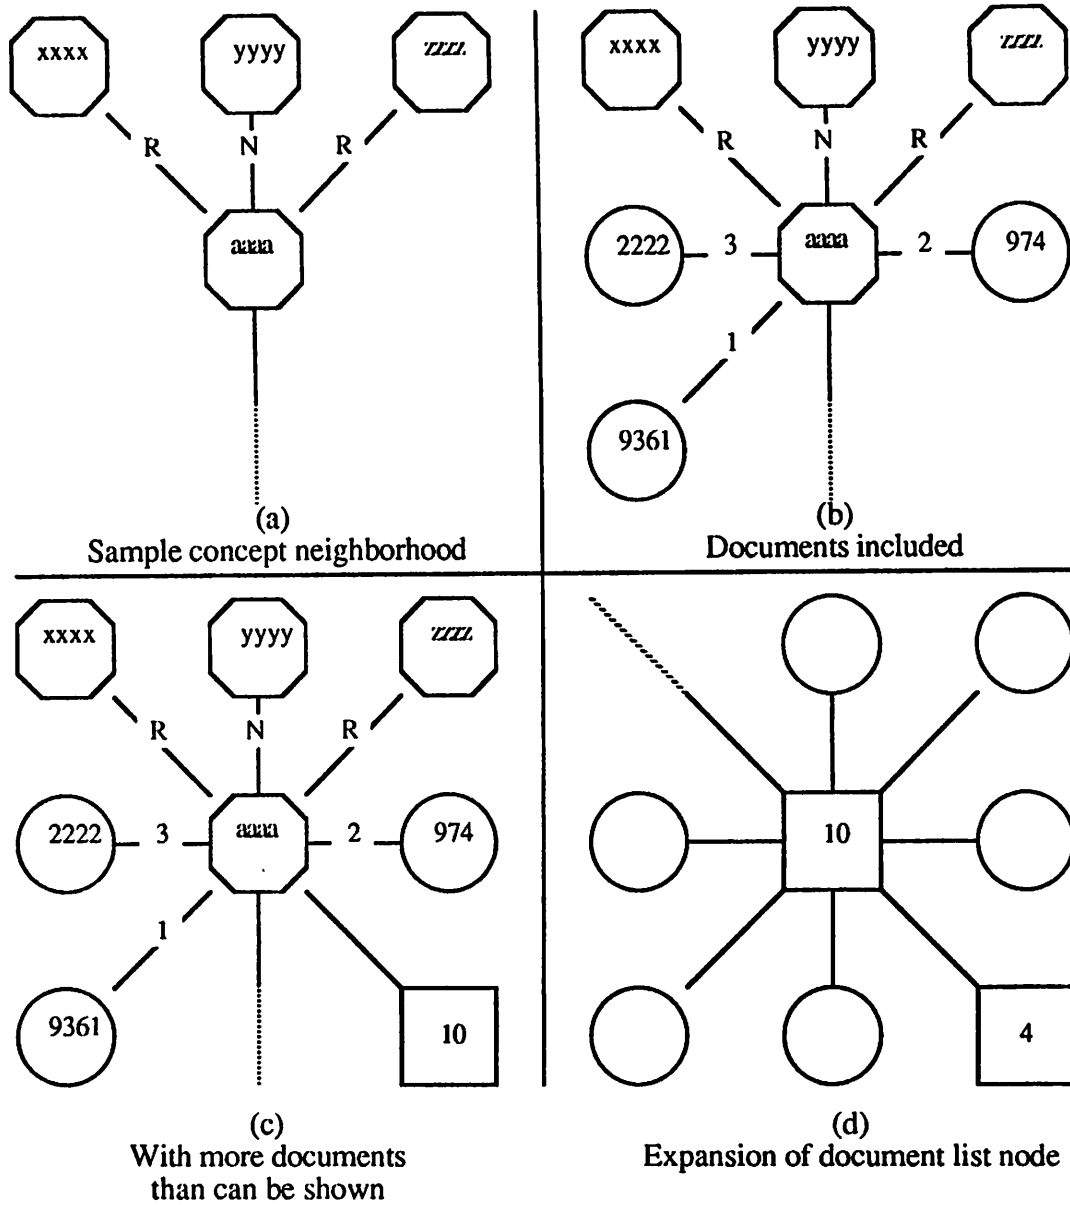 xxxx yyyy zzzz
R N R
aaaa
(a)
Sample concept neighborhood
xxxx yyyy zzzz
R N R
2222 3 aaaa 2 974
1
9361
(b)
Documents included
xxxx yyyy zzzz
R N R
2222 3 aaaa 2 974
1
9361 10
(c)
With more documents
than can be shown
10
4
(d)
Expansion of document list node